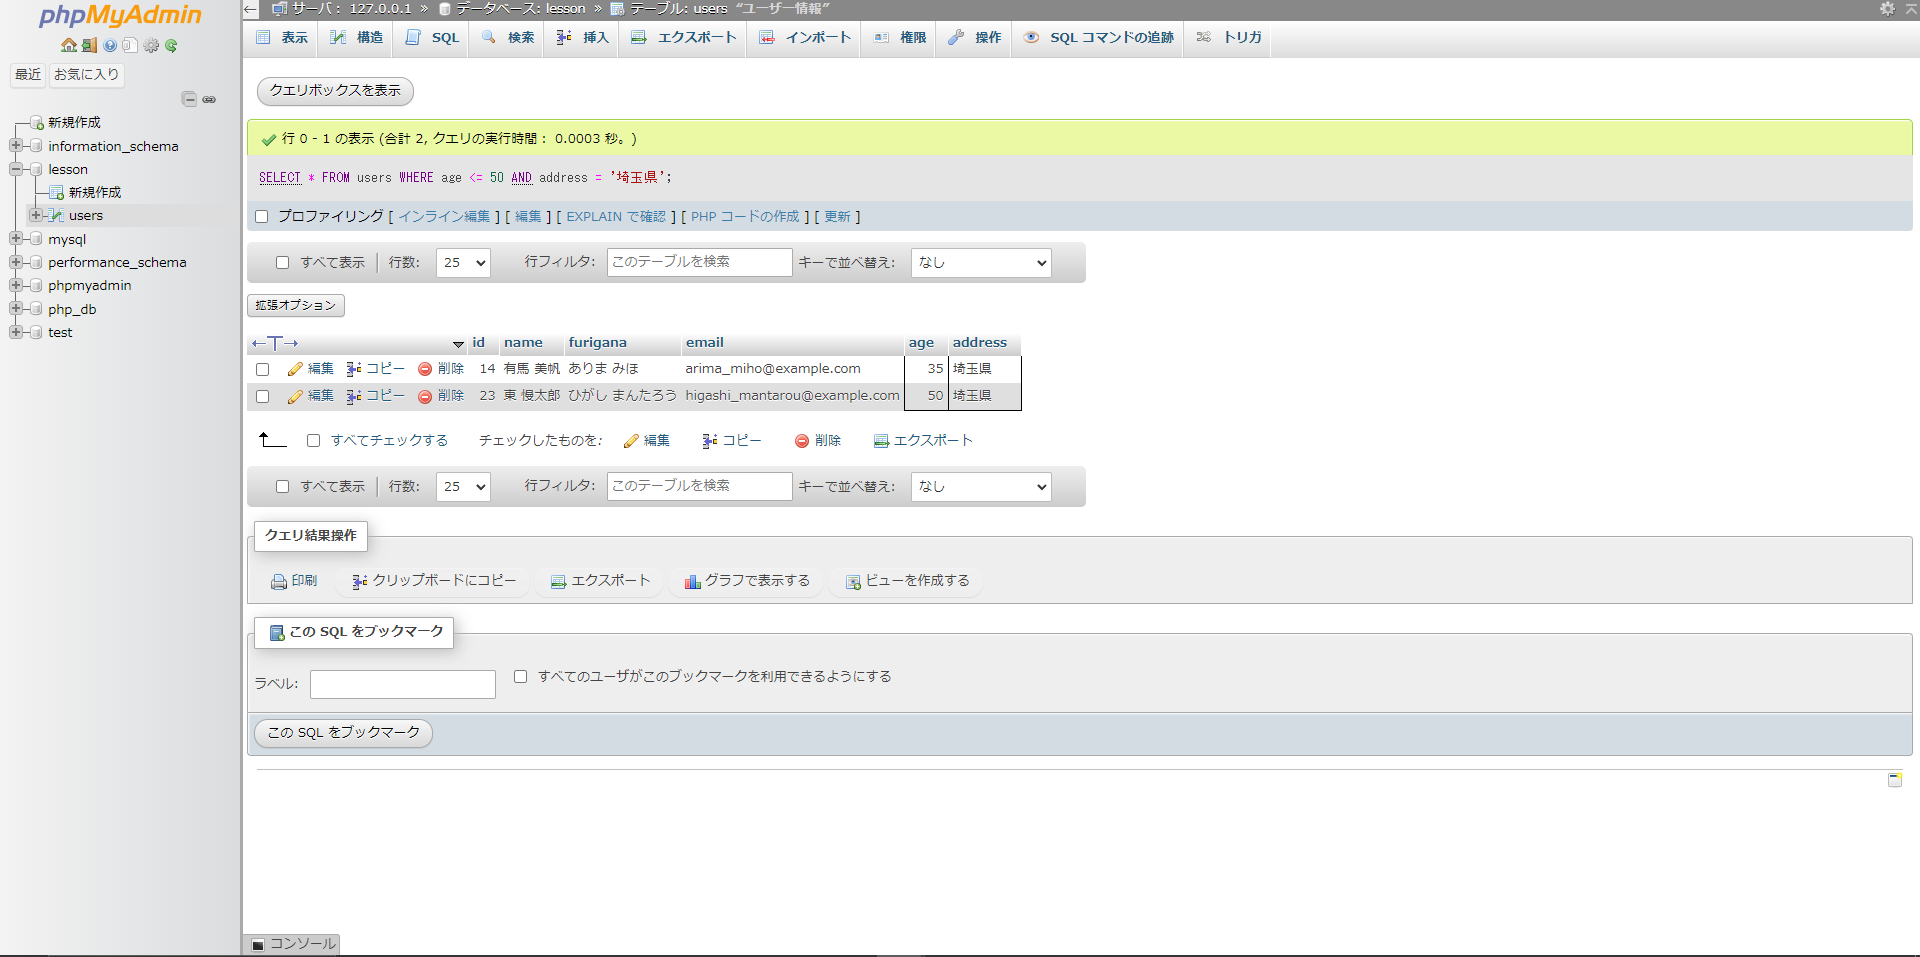 phpMyAdmin
最近 お気に入り
新規作成
information_schema
lesson
新規作成
users
mysql
performance_schema
phpmyadmin
php_db
test
サーバ: 127.0.0.1 » データベース: lesson » テーブル: users “ユーザー情報”
表示 構造 SQL 検索 挿入 エクスポート インポート 権限 操作 SQL コマンドの追跡 トリガ
クエリボックスを表示
行 0 - 1 の表示 (合計 2, クエリの実行時間: 0.0003 秒。)
SELECT * FROM users WHERE age <= 50 AND address = '埼玉県';
プロファイリング [ インライン編集 ] [ 編集 ] [ EXPLAIN で確認 ] [ PHP コードの作成 ] [ 更新 ]
すべて表示 行数: 25 行フィルタ: このテーブルを検索 キーで並べ替え: なし
拡張オプション
←T→ id name furigana email age address
編集 コピー 削除 14 有馬 美帆 ありま みほ arima_miho@example.com 35 埼玉県
編集 コピー 削除 23 東 慢太郎 ひがし まんたろう higashi_mantarou@example.com 50 埼玉県
すべてチェックする チェックしたものを: 編集 コピー 削除 エクスポート
すべて表示 行数: 25 行フィルタ: このテーブルを検索 キーで並べ替え: なし
クエリ結果操作
印刷 クリップボードにコピー エクスポート グラフで表示する ビューを作成する
この SQL をブックマーク
ラベル: すべてのユーザがこのブックマークを利用できるようにする
この SQL をブックマーク
コンソール